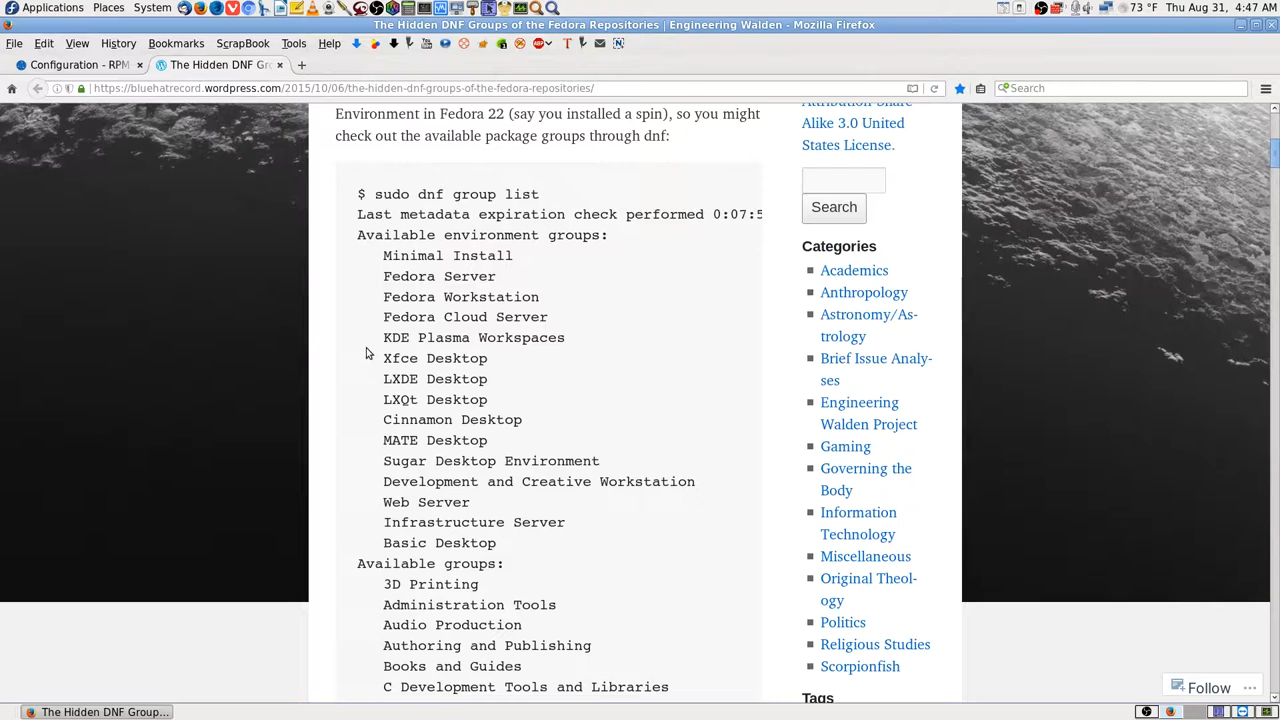 Applications Places System 73 °F Thu Aug 31, 4:47 AM
The Hidden DNF Groups of the Fedora Repositories | Engineering Walden - Mozilla Firefox
File Edit View History Bookmarks ScrapBook Tools Help
Configuration - RPM × The Hidden DNF Gro × +
https://bluehatrecord.wordpress.com/2015/10/06/the-hidden-dnf-groups-of-the-fedora-repositories/ Search
Environment in Fedora 22 (say you installed a spin), so you might
check out the available package groups through dnf:
$ sudo dnf group list
Last metadata expiration check performed 0:07:5
Available environment groups:
Minimal Install
Fedora Server
Fedora Workstation
Fedora Cloud Server
KDE Plasma Workspaces
Xfce Desktop
LXDE Desktop
LXQt Desktop
Cinnamon Desktop
MATE Desktop
Sugar Desktop Environment
Development and Creative Workstation
Web Server
Infrastructure Server
Basic Desktop
Available groups:
3D Printing
Administration Tools
Audio Production
Authoring and Publishing
Books and Guides
C Development Tools and Libraries
Attribution Share
Alike 3.0 United
States License.
Search
Categories
Academics
Anthropology
Astronomy/As-
trology
Brief Issue Analy-
ses
Engineering
Walden Project
Gaming
Governing the
Body
Information
Technology
Miscellaneous
Original Theol-
ogy
Politics
Religious Studies
Scorpionfish
Tags
Follow ...
The Hidden DNF Group...